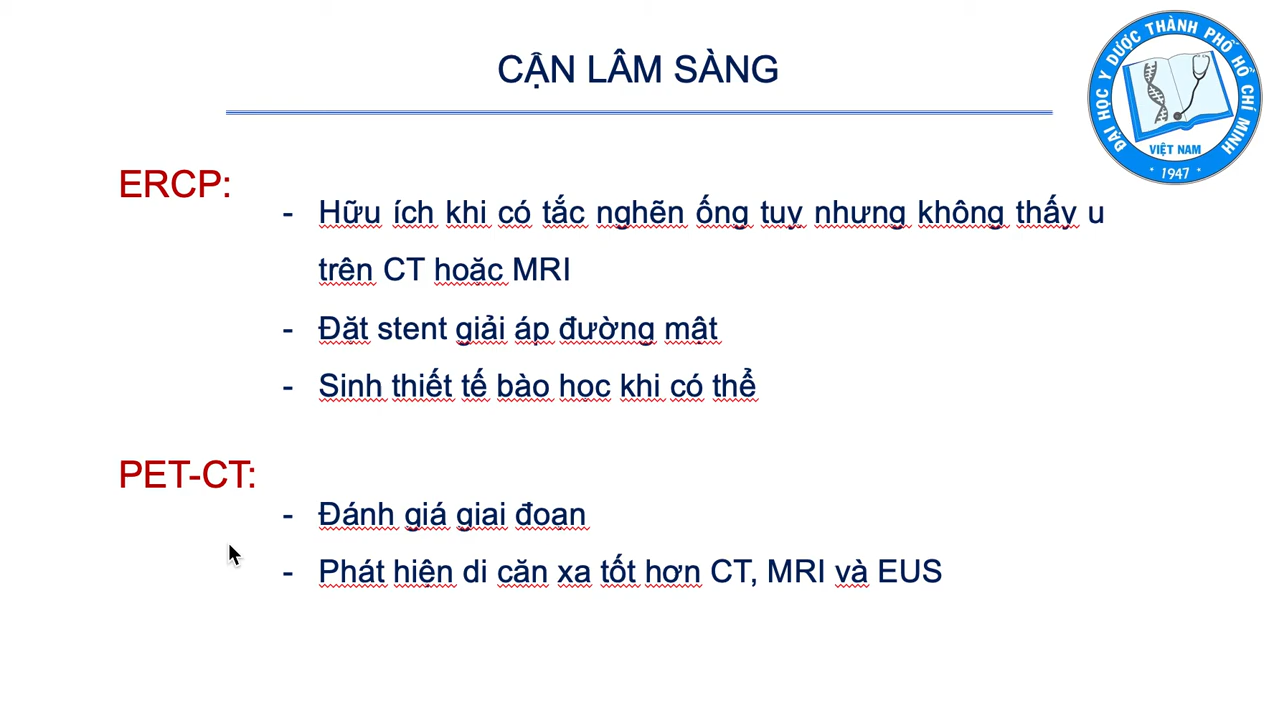 CẬN LÂM SÀNG
ĐẠI HỌC Y DƯỢC THÀNH PHỐ HỒ CHÍ MINH
VIỆT NAM
1947
ERCP:
- Hữu ích khi có tắc nghẽn ống tuỵ nhưng không thấy u
trên CT hoặc MRI
- Đặt stent giải áp đường mật
- Sinh thiết tế bào học khi có thể
PET-CT:
- Đánh giá giai đoạn
- Phát hiện di căn xa tốt hơn CT, MRI và EUS